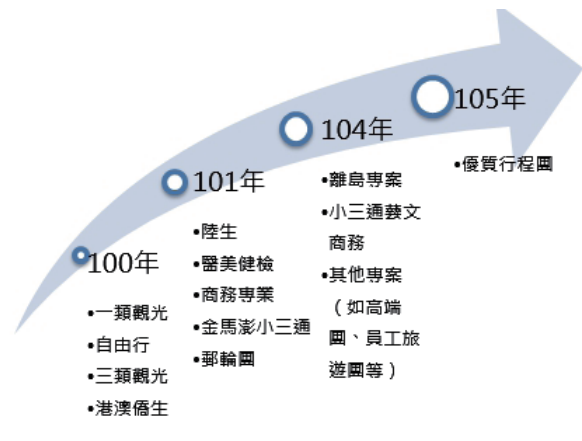 100年
•一類觀光
•自由行
•三類觀光
•港澳僑生
101年
•陸生
•醫美健檢
•商務專業
•金馬澎小三通
•郵輪團
104年
•離島專案
•小三通藝文
商務
•其他專案
（如高端
團、員工旅
遊團等）
105年
•優質行程團